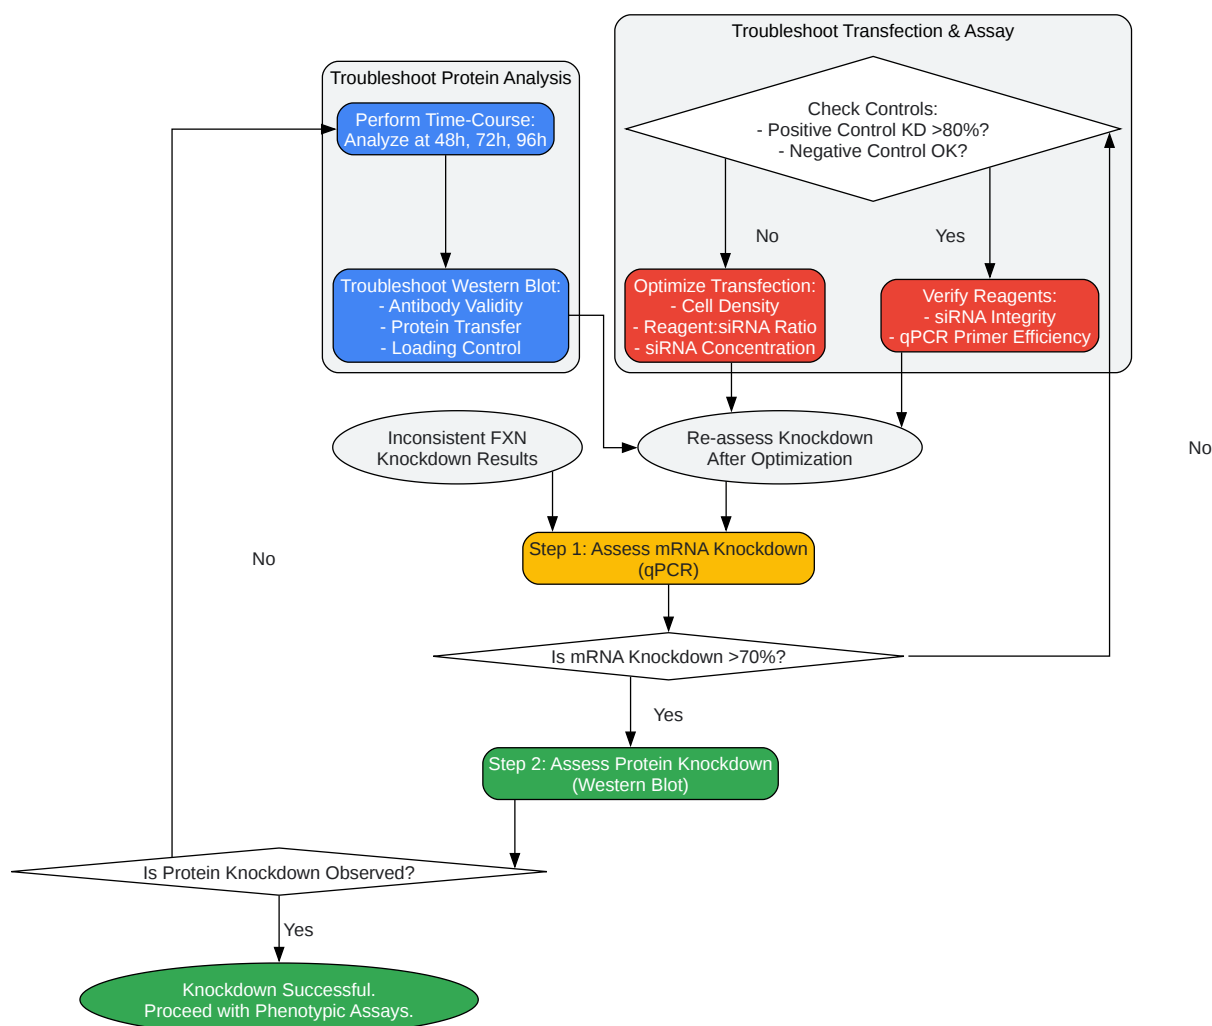 Troubleshoot Transfection & Assay
Check Controls:
- Positive Control KD >80%?
- Negative Control OK?
No
Yes
Optimize Transfection:
- Cell Density
- Reagent:siRNA Ratio
- siRNA Concentration
Verify Reagents:
- siRNA Integrity
- qPCR Primer Efficiency
Troubleshoot Protein Analysis
Perform Time-Course:
Analyze at 48h, 72h, 96h
Troubleshoot Western Blot:
- Antibody Validity
- Protein Transfer
- Loading Control
Inconsistent FXN
Knockdown Results
Re-assess Knockdown
After Optimization
No
Step 1: Assess mRNA Knockdown
(qPCR)
No
Is mRNA Knockdown >70%?
Yes
Step 2: Assess Protein Knockdown
(Western Blot)
Is Protein Knockdown Observed?
Yes
Knockdown Successful.
Proceed with Phenotypic Assays.